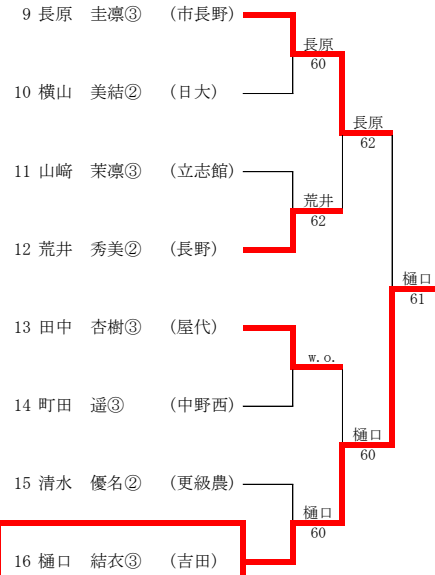 9 長原 圭凛③ (市長野)
長原
60
10 横山 美結② (日大)
長原
62
11 山﨑 茉凛③ (立志館)
荒井
62
12 荒井 秀美② (長野)
樋口
61
13 田中 杏樹③ (屋代)
w.o.
14 町田 遥③ (中野西)
樋口
60
15 清水 優名② (更級農)
樋口
60
16 樋口 結衣③ (吉田)